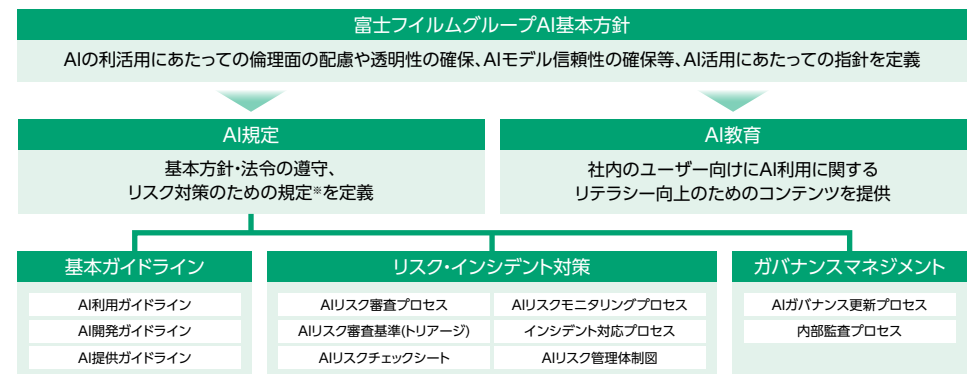 富士フイルムグループAI基本方針
AIの利活用にあたっての倫理面の配慮や透明性の確保、AIモデル信頼性の確保等、AI活用にあたっての指針を定義
AI規定
基本方針・法令の遵守、
リスク対策のための規定※を定義
AI教育
社内のユーザー向けにAI利用に関する
リテラシー向上のためのコンテンツを提供
基本ガイドライン
AI利用ガイドライン
AI開発ガイドライン
AI提供ガイドライン
リスク・インシデント対策
AIリスク審査プロセス
AIリスクモニタリングプロセス
AIリスク審査基準(トリアージ)
インシデント対応プロセス
AIリスクチェックシート
AIリスク管理体制図
ガバナンスマネジメント
AIガバナンス更新プロセス
内部監査プロセス